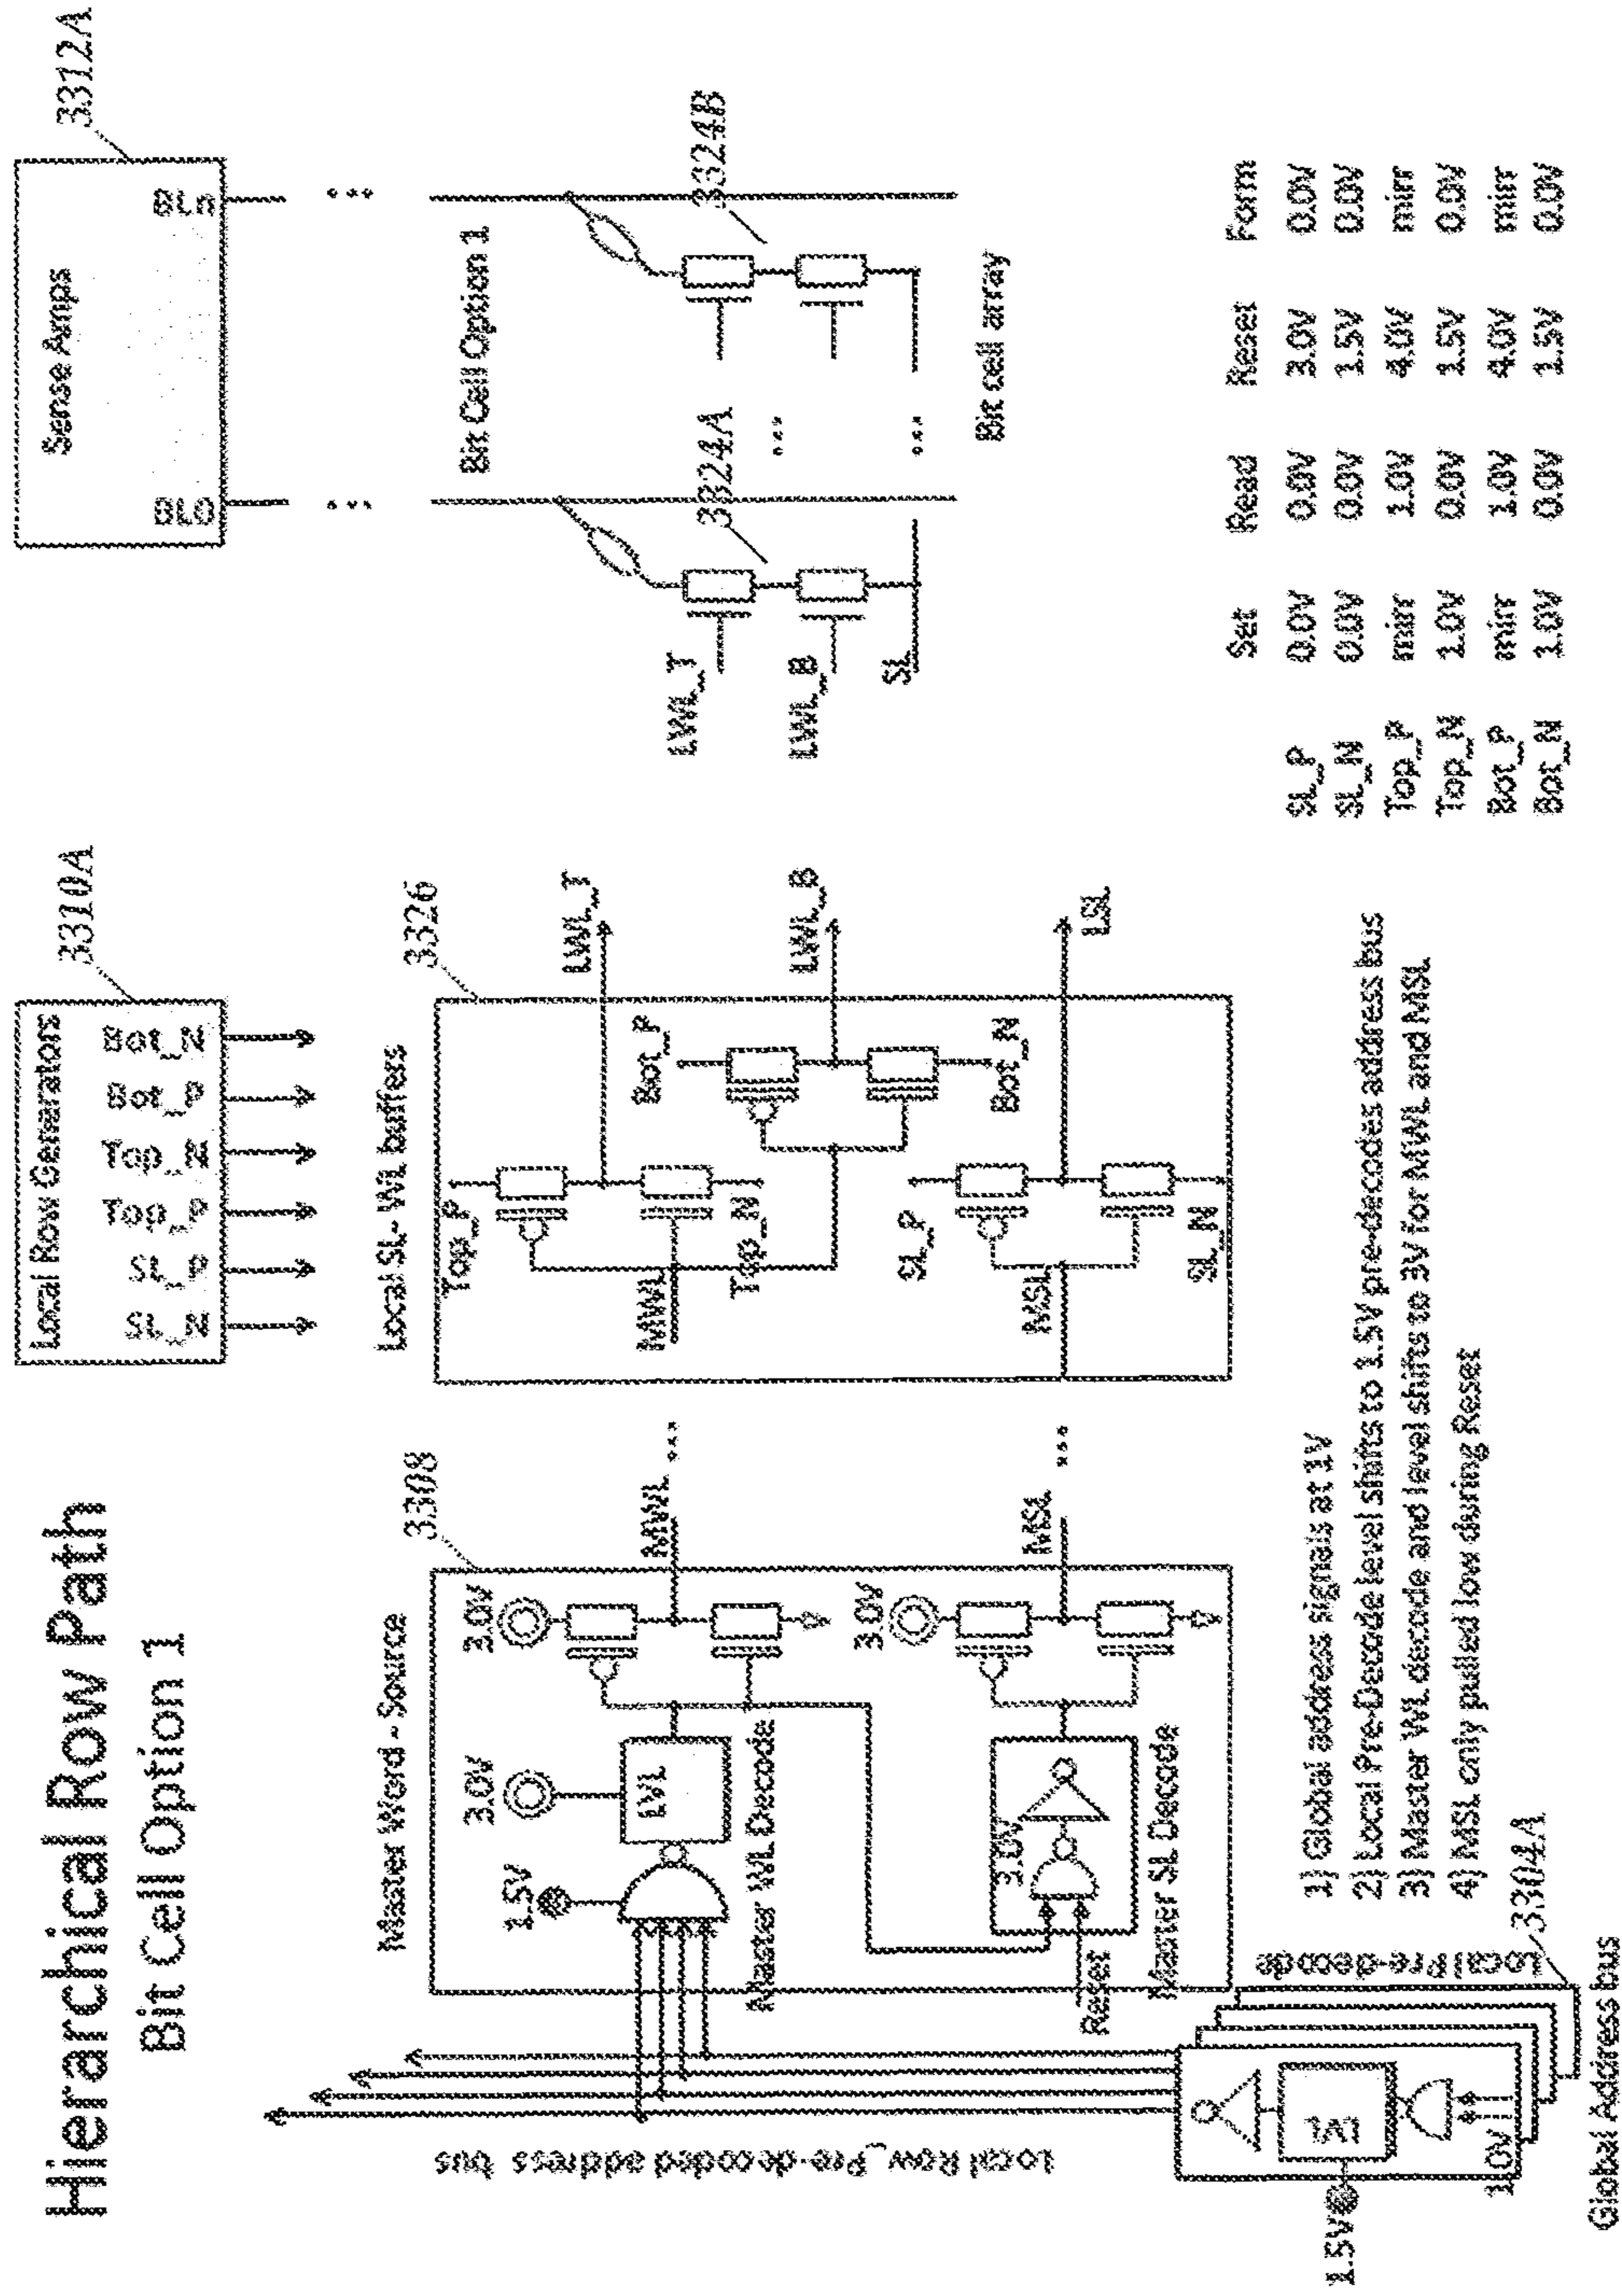 Hierarchical Row Path
Bit Cell Option 1
Local Row Generators
SL_N SL_P Top_P Top_N Bot_P Bot_N
3310A
Sense Amps
BL0 BLn
3312A
Master Word - Source
3308
3.0V
1.5V
LVL
Master WL Decode
3.0V
MWL
...
Reset
3.0V
Master SL Decode
3.0V
MSL
...
Local SL- WL buffers
3326
Top_P
MWL
Top_N
Bot_P
Bot_N
SL_P
MSL
SL_N
LWL_T
LWL_B
LSL
... ...
Bit Cell Option 1
LWL_T
LWL_B
SL
3324A
3324B
...
...
Bit cell array
Local Row_Pre-decoded address bus
Local Pre-decode
3304A
1.5V
LVL
1.0V
Global Address bus
1) Global address signals at 1V
2) Local Pre-Decode level shifts to 1.5V pre-decodes address bus
3) Master WL decode and level shifts to 3V for MWL and MSL
4) MSL only pulled low during Reset
Set Read Reset Form
SL_P 0.0V 0.0V 3.0V 0.0V
SL_N 0.0V 0.0V 1.5V 0.0V
Top_P mirr 1.0V 4.0V mirr
Top_N 1.0V 0.0V 1.5V 0.0V
Bot_P mirr 1.0V 4.0V mirr
Bot_N 1.0V 0.0V 1.5V 0.0V